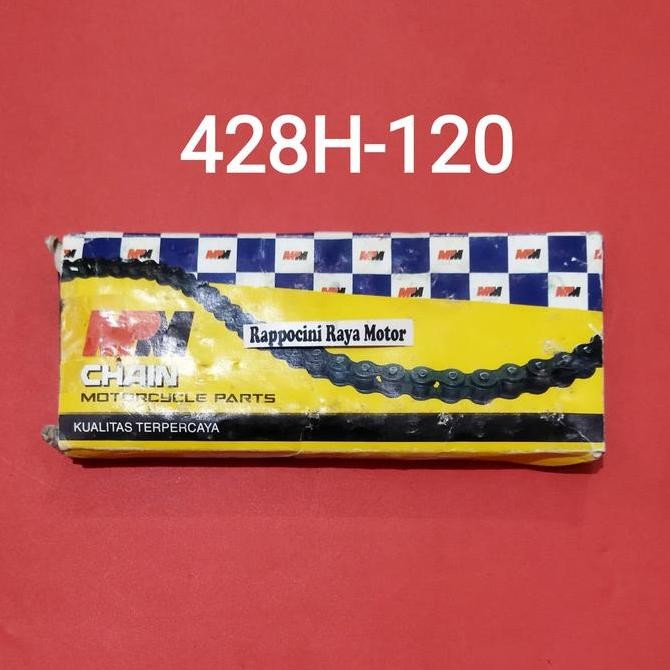 428H-120
MPM
Rappocini Raya Motor
CHAIN
MOTORCYCLE PARTS
KUALITAS TERPERCAYA